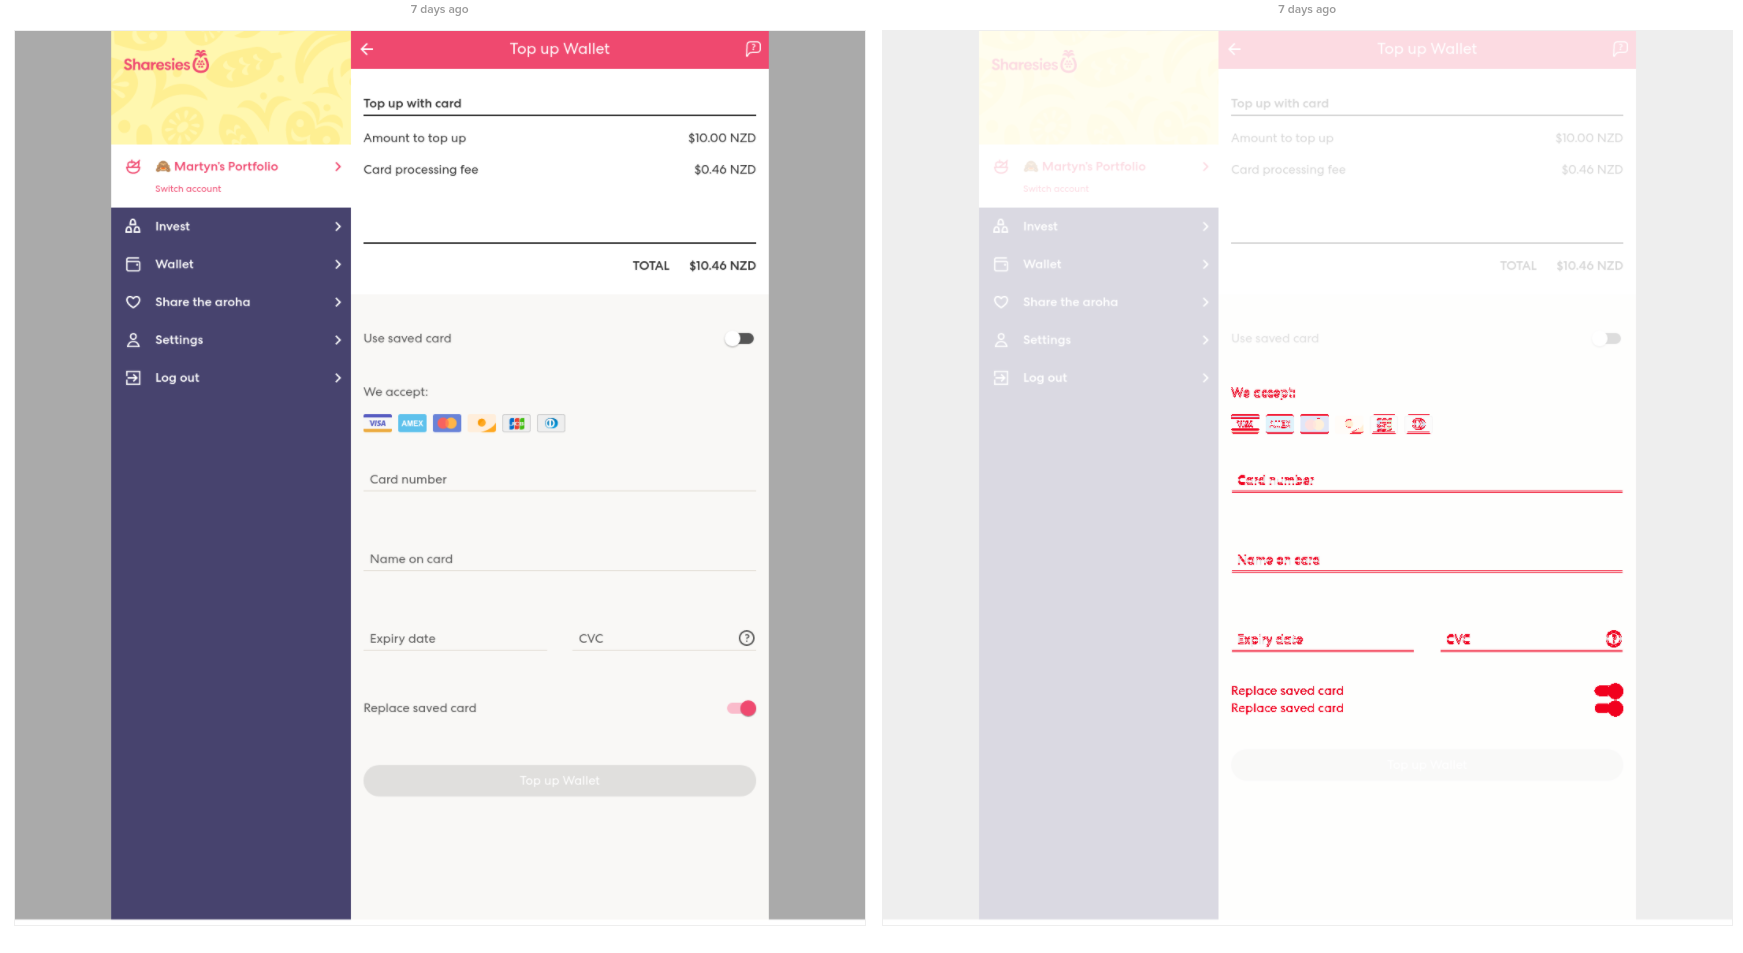 7 days ago
Sharesies
Top up Wallet
Top up with card
Amount to top up $10.00 NZD
Martyn's Portfolio
Card processing fee $0.46 NZD
Switch account
Invest
Wallet
TOTAL $10.46 NZD
Share the aroha
Settings
Use saved card
Log out
We accept:
VISA AMEX JCB
Card number
Name on card
Expiry date CVC ?
Replace saved card
Top up Wallet
7 days ago
Sharesies
Top up Wallet
Top up with card
Amount to top up $10.00 NZD
Martyn's Portfolio
Card processing fee $0.46 NZD
Switch account
Invest
Wallet
TOTAL $10.46 NZD
Share the aroha
Settings
Use saved card
Log out
We accept:
Card number
Name on card
Expiry date CVC ?
Replace saved card
Replace saved card
Top up Wallet